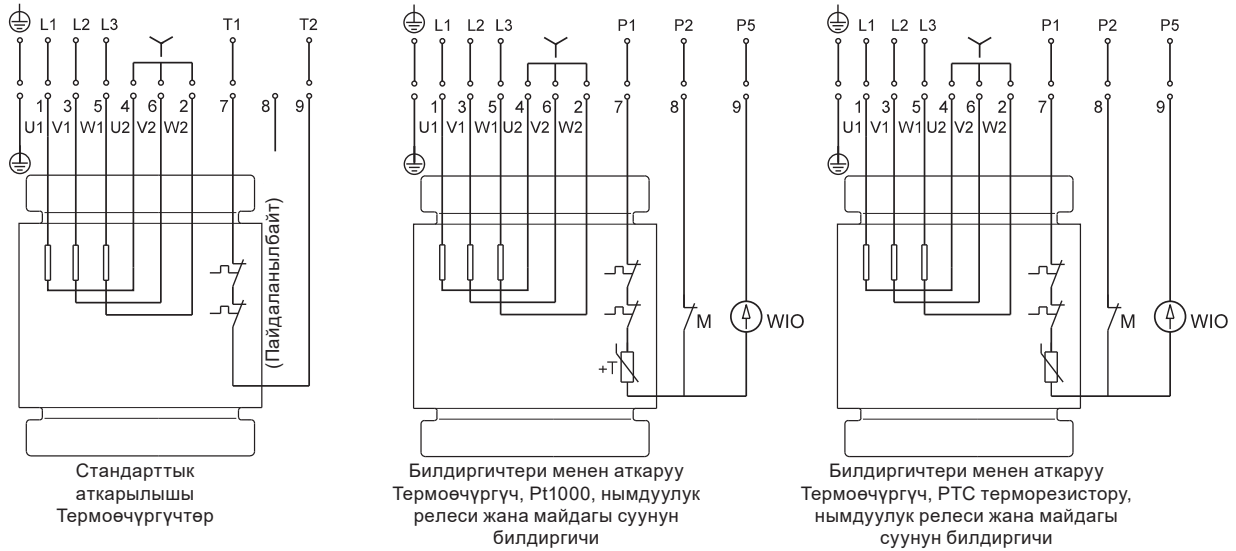 L1 L2 L3 T1 T2
1 3 5 4 6 2 7 8 9
U1 V1 W1 U2 V2 W2
(Пайдаланылбайт)
Стандарттык
аткарылышы
Термоөчүргүчтөр
L1 L2 L3 P1 P2 P5
1 3 5 4 6 2 7 8 9
U1 V1 W1 U2 V2 W2
M WIO
+T
Билдиргичтери менен аткаруу
Термоөчүргүч, Pt1000, нымдуулук
релеси жана майдагы суунун
билдиргичи
L1 L2 L3 P1 P2 P5
1 3 5 4 6 2 7 8 9
U1 V1 W1 U2 V2 W2
M WIO
Билдиргичтери менен аткаруу
Термоөчүргүч, PTC терморезистору,
нымдуулук релеси жана майдагы
суунун билдиргичи